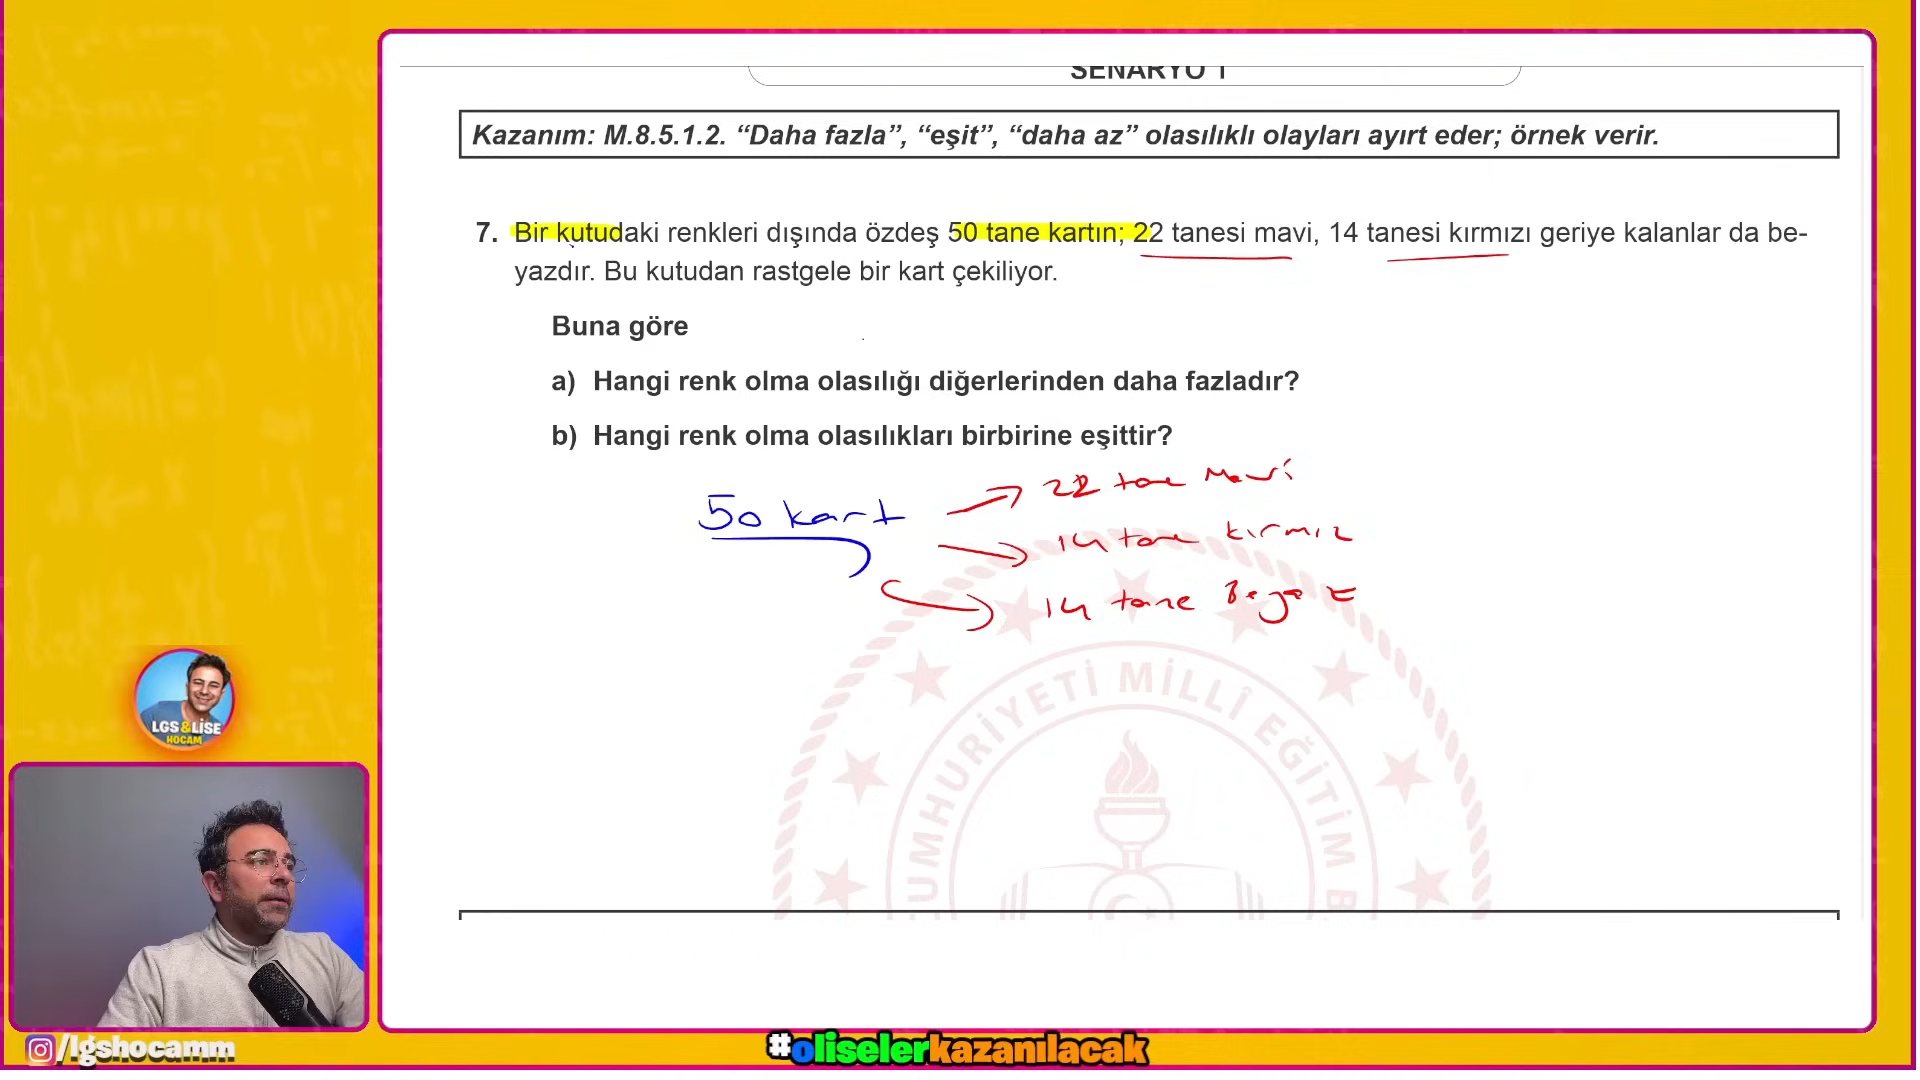 SENARYO 1
Kazanım: M.8.5.1.2. “Daha fazla”, “eşit”, “daha az” olasılıklı olayları ayırt eder; örnek verir.
7. Bir kutudaki renkleri dışında özdeş 50 tane kartın; 22 tanesi mavi, 14 tanesi kırmızı geriye kalanlar da be-
yazdır. Bu kutudan rastgele bir kart çekiliyor.
Buna göre
a) Hangi renk olma olasılığı diğerlerinden daha fazladır?
b) Hangi renk olma olasılıkları birbirine eşittir?
50 kart
22 tane Mavi
14 tane kırmız
14 tane Beyaz
UMHURİYETİ MİLLÎ EĞİTİM B
LGS&LİSE
HOCAM
/lgshocamm
#oliselerkazanılacak